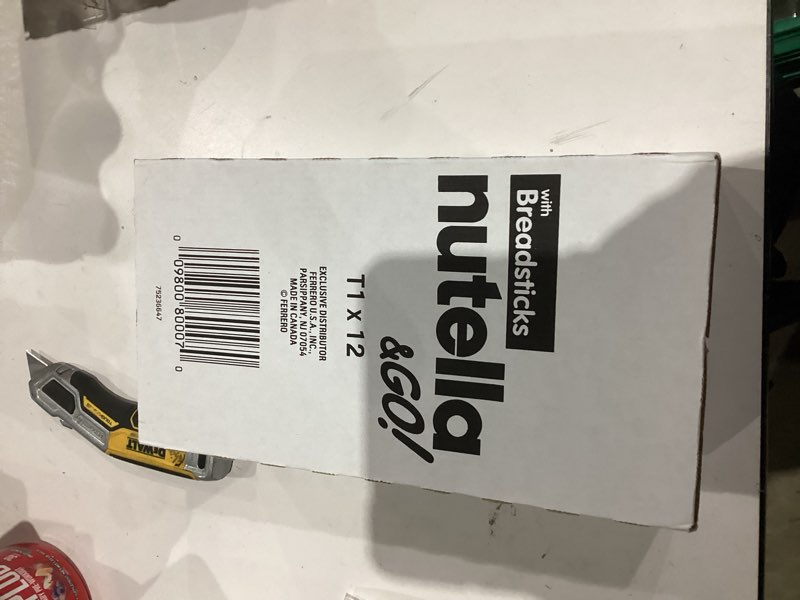 with
Breadsticks
nutella
&GO!
T1 X 12
EXCLUSIVE DISTRIBUTOR
FERRERO U.S.A., INC.,
PARSIPPANY, NJ 07054
MADE IN CANADA
© FERRERO
0 09800 80007 0
75236647
DEWALT